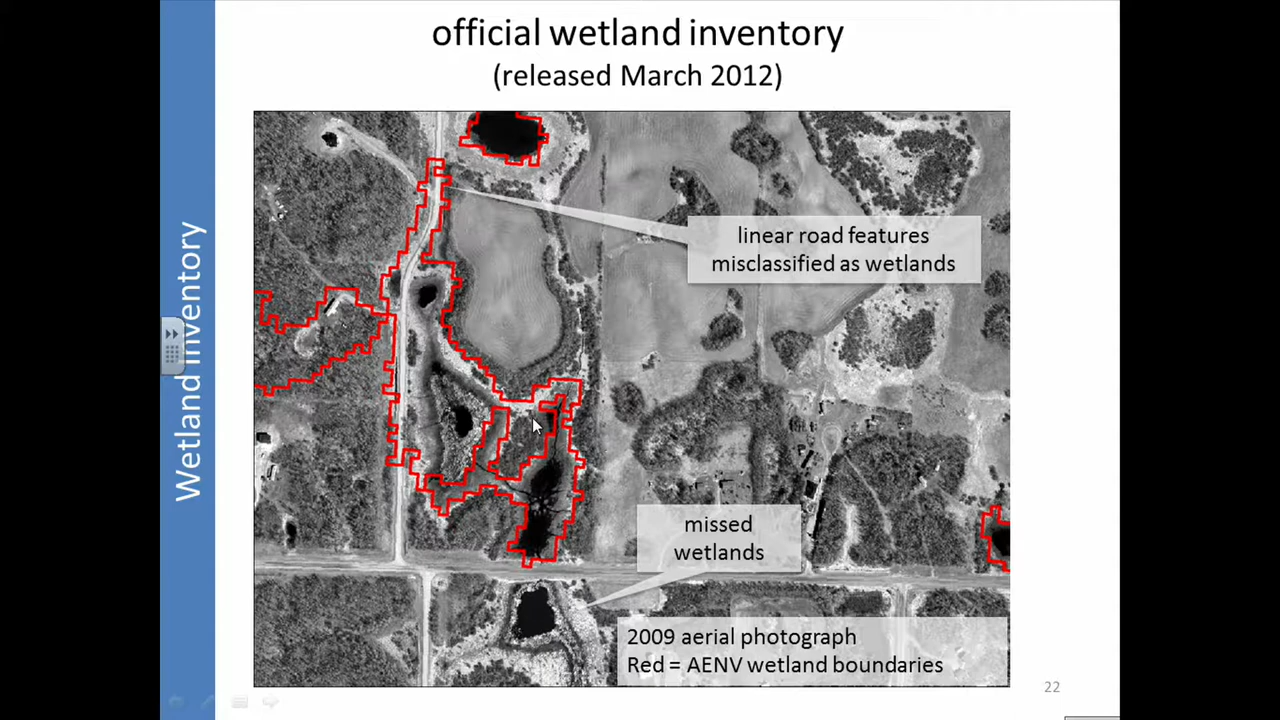 official wetland inventory
(released March 2012)
Wetland Inventory
linear road features
misclassified as wetlands
missed
wetlands
2009 aerial photograph
Red = AENV wetland boundaries
22